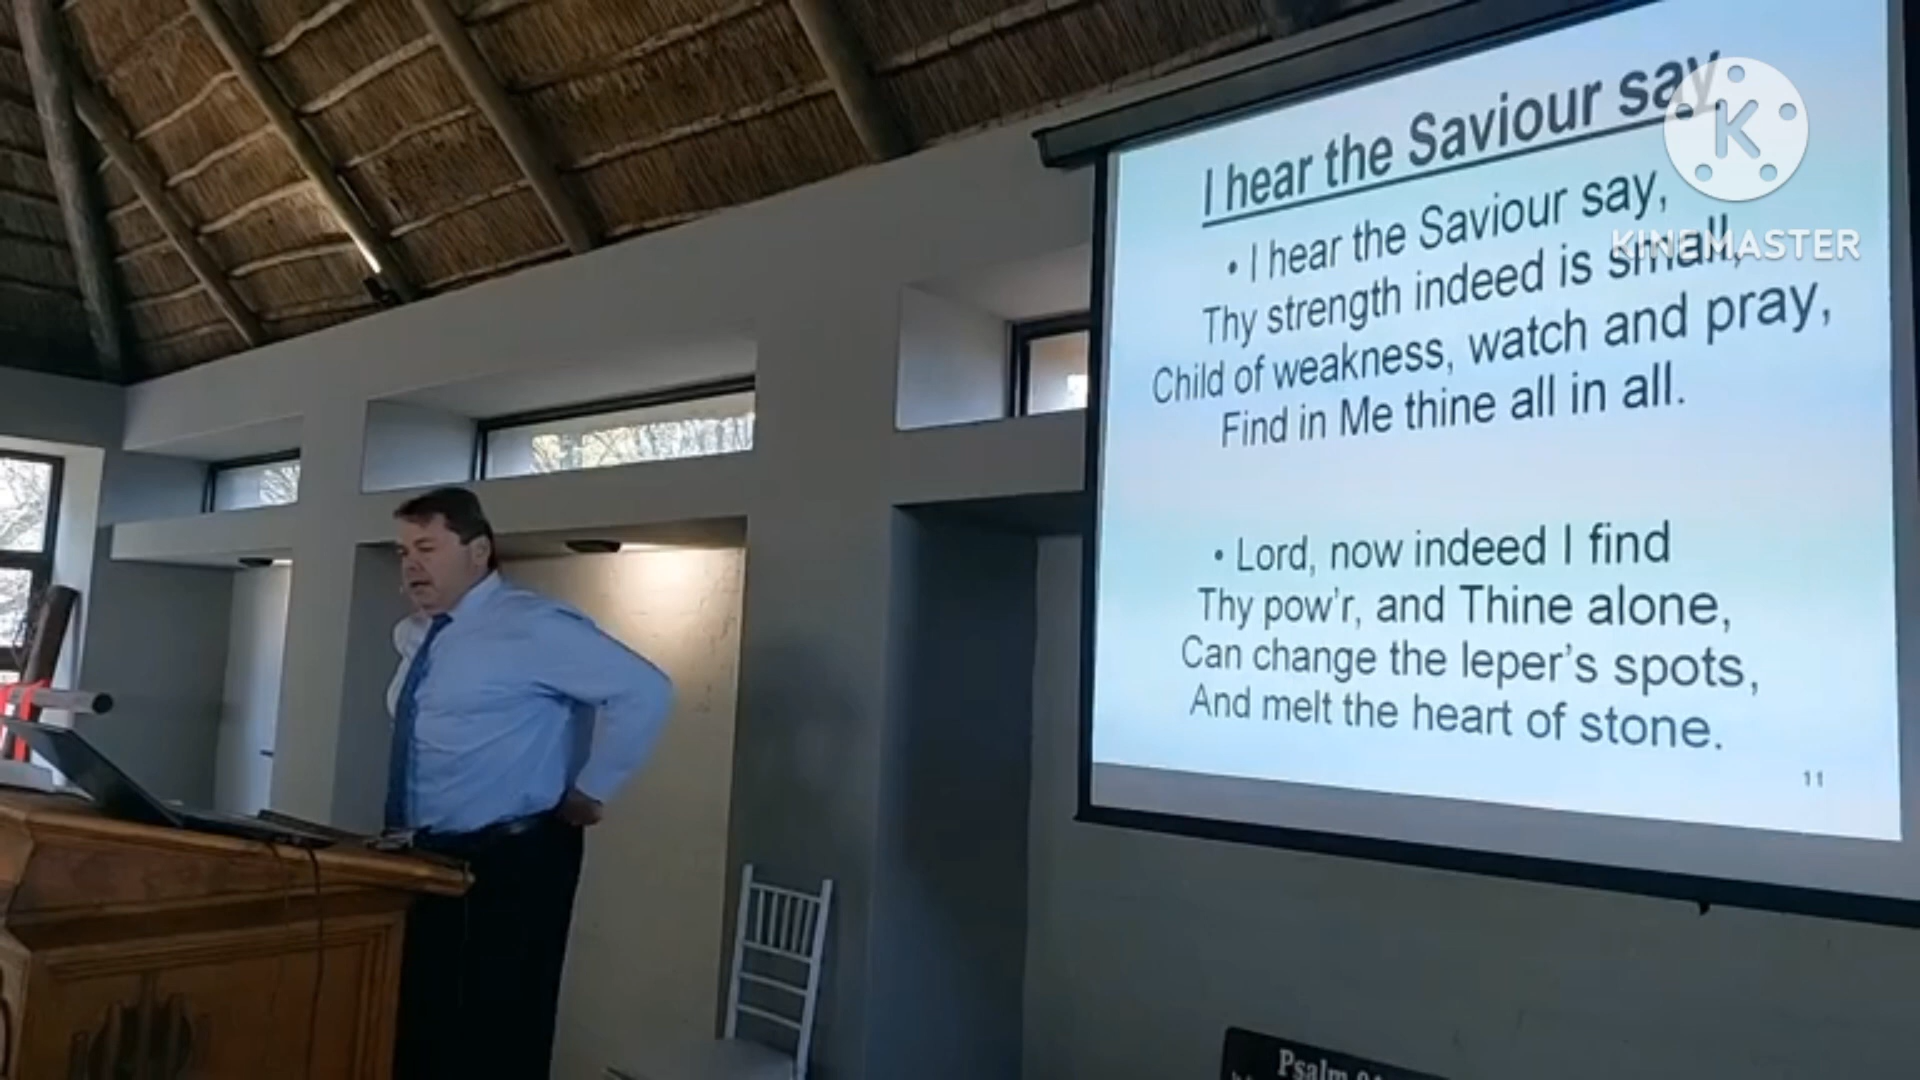 I hear the Saviour say,
K
KINEMASTER
• I hear the Saviour say,
Thy strength indeed is small,
Child of weakness, watch and pray,
Find in Me thine all in all.
• Lord, now indeed I find
Thy pow’r, and Thine alone,
Can change the leper’s spots,
And melt the heart of stone.
11
Psalm